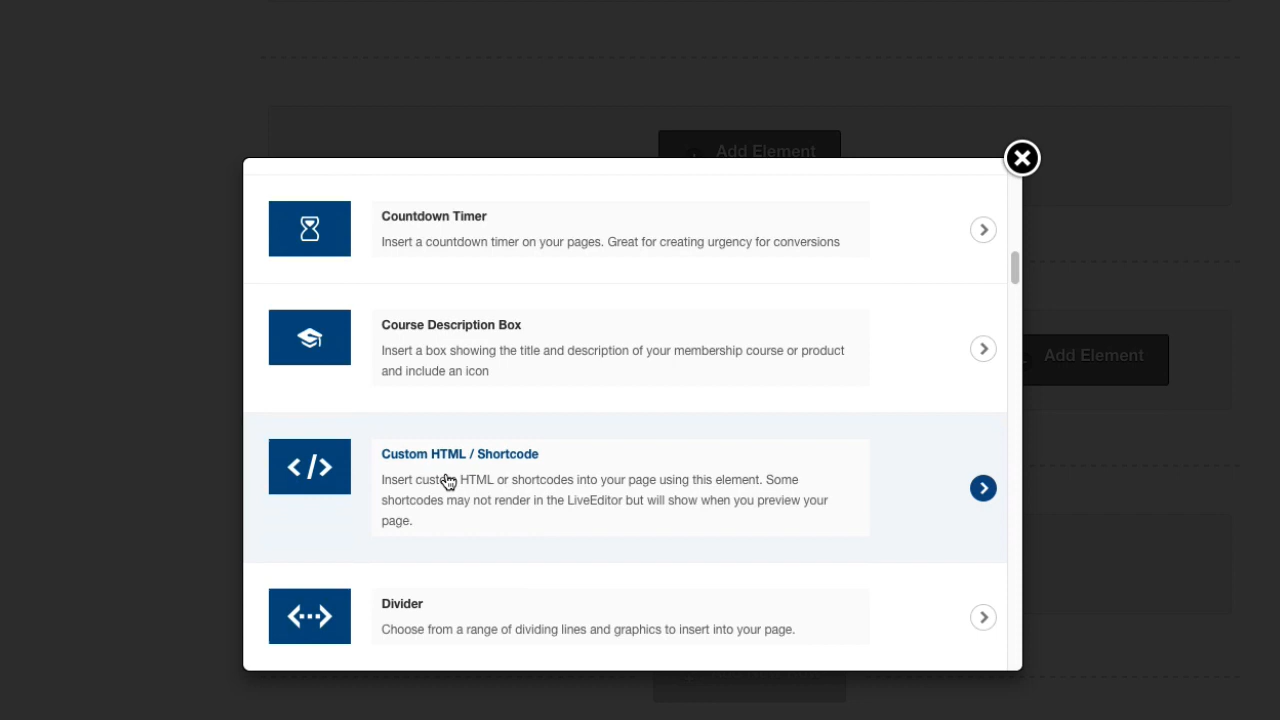 Add Element
Countdown Timer
Insert a countdown timer on your pages. Great for creating urgency for conversions
Course Description Box
Insert a box showing the title and description of your membership course or product
and include an icon
Add Element
</>
Custom HTML / Shortcode
Insert custom HTML or shortcodes into your page using this element. Some
shortcodes may not render in the LiveEditor but will show when you preview your
page.
Divider
Choose from a range of dividing lines and graphics to insert into your page.